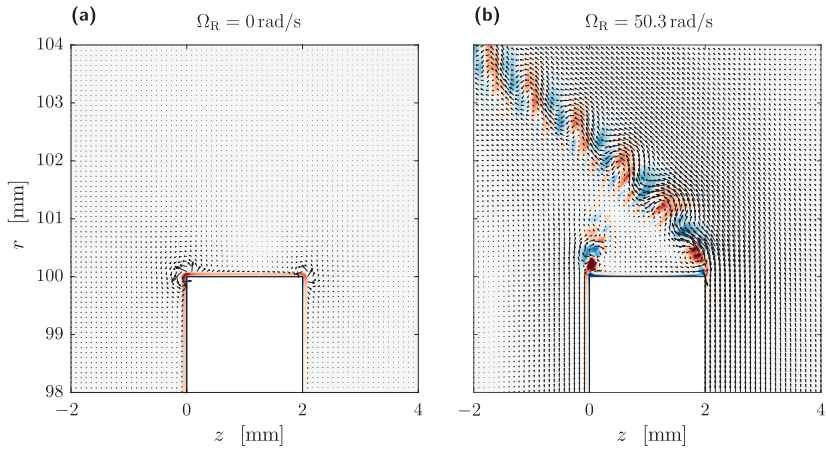 (a) Ω_R = 0 rad/s
104
103
102
101
100
99
98
r [mm]
−2 0 2 4
z [mm]
(b) Ω_R = 50.3 rad/s
−2 0 2 4
z [mm]